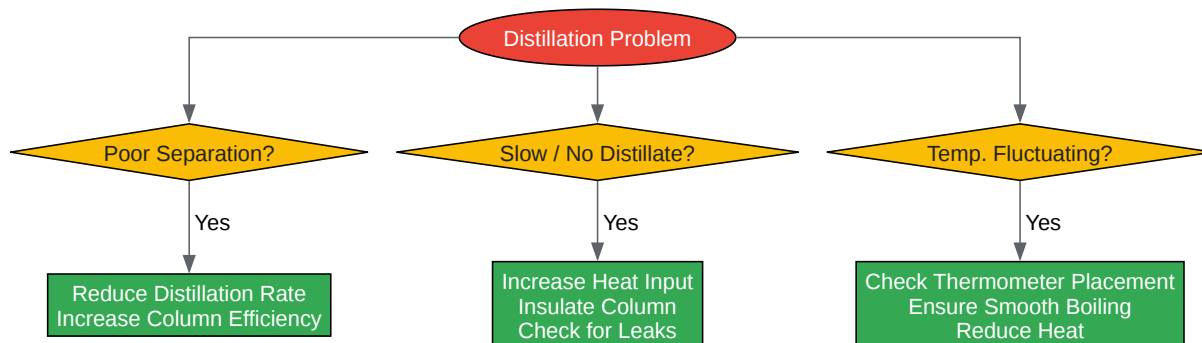 Distillation Problem
Poor Separation?
Slow / No Distillate?
Temp. Fluctuating?
Yes
Yes
Yes
Reduce Distillation Rate
Increase Column Efficiency
Increase Heat Input
Insulate Column
Check for Leaks
Check Thermometer Placement
Ensure Smooth Boiling
Reduce Heat